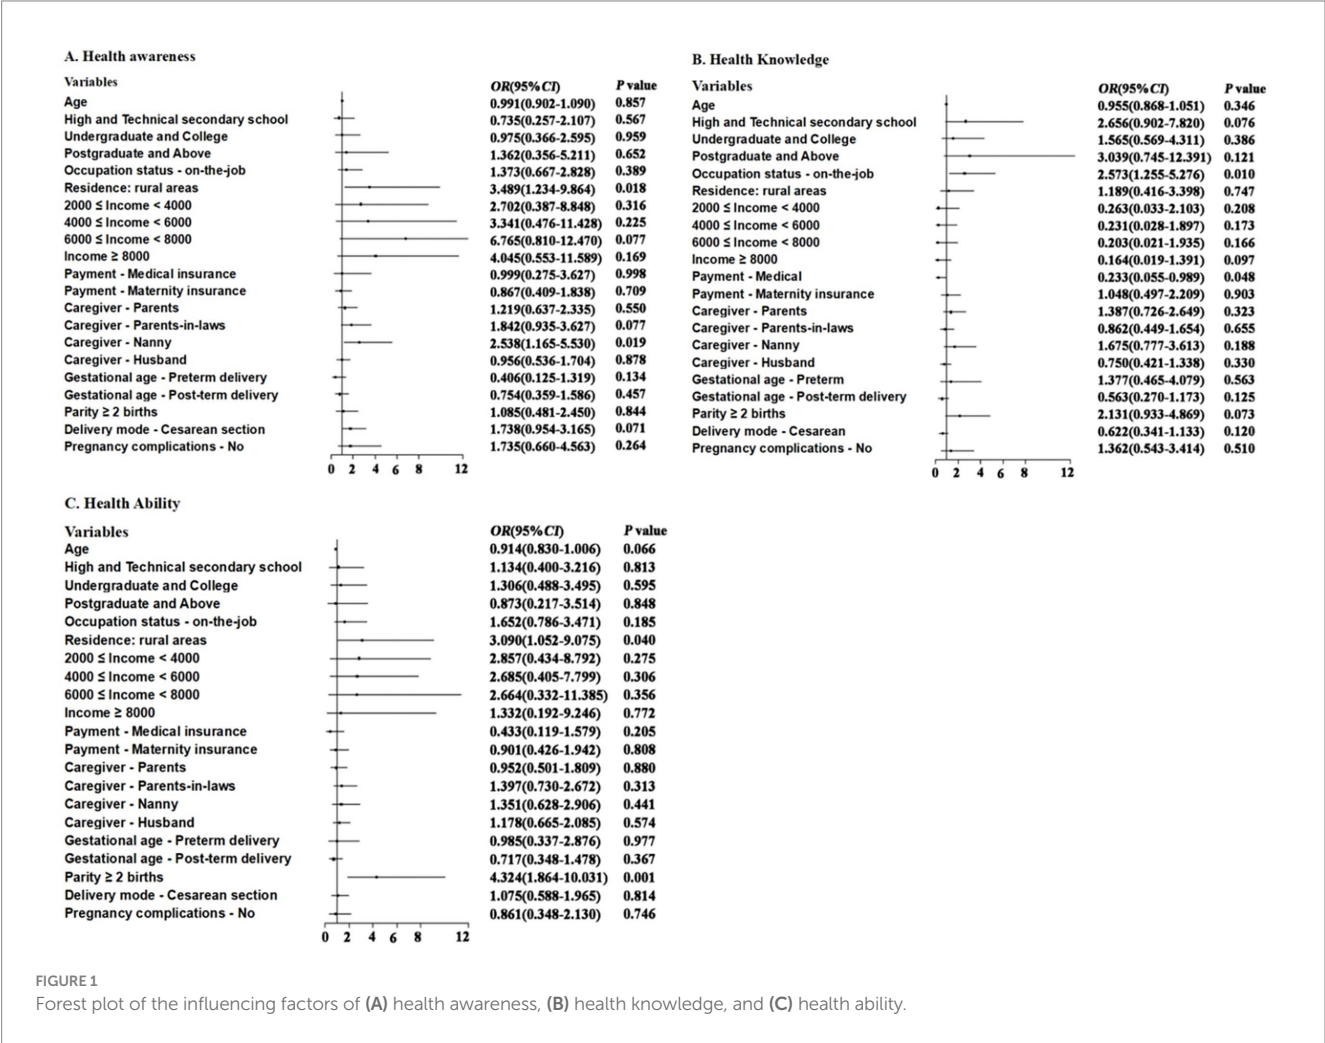 A. Health awareness
Variables OR(95%CI) P value
Age 0.991(0.902-1.090) 0.857
High and Technical secondary school 0.735(0.257-2.107) 0.567
Undergraduate and College 0.975(0.366-2.595) 0.959
Postgraduate and Above 1.362(0.356-5.211) 0.652
Occupation status - on-the-job 1.373(0.667-2.828) 0.389
Residence: rural areas 3.489(1.234-9.864) 0.018
2000 ≤ Income < 4000 2.702(0.387-8.848) 0.316
4000 ≤ Income < 6000 3.341(0.476-11.428) 0.225
6000 ≤ Income < 8000 6.765(0.810-12.470) 0.077
Income ≥ 8000 4.045(0.553-11.589) 0.169
Payment - Medical insurance 0.999(0.275-3.627) 0.998
Payment - Maternity insurance 0.867(0.409-1.838) 0.709
Caregiver - Parents 1.219(0.637-2.335) 0.550
Caregiver - Parents-in-laws 1.842(0.935-3.627) 0.077
Caregiver - Nanny 2.538(1.165-5.530) 0.019
Caregiver - Husband 0.956(0.536-1.704) 0.878
Gestational age - Preterm delivery 0.406(0.125-1.319) 0.134
Gestational age - Post-term delivery 0.754(0.359-1.586) 0.457
Parity ≥ 2 births 1.085(0.481-2.450) 0.844
Delivery mode - Cesarean section 1.738(0.954-3.165) 0.071
Pregnancy complications - No 1.735(0.660-4.563) 0.264
0 2 4 6 8 12
B. Health Knowledge
Variables OR(95%CI) P value
Age 0.955(0.868-1.051) 0.346
High and Technical secondary school 2.656(0.902-7.820) 0.076
Undergraduate and College 1.565(0.569-4.311) 0.386
Postgraduate and Above 3.039(0.745-12.391) 0.121
Occupation status - on-the-job 2.573(1.255-5.276) 0.010
Residence: rural areas 1.189(0.416-3.398) 0.747
2000 ≤ Income < 4000 0.263(0.033-2.103) 0.208
4000 ≤ Income < 6000 0.231(0.028-1.897) 0.173
6000 ≤ Income < 8000 0.203(0.021-1.935) 0.166
Income ≥ 8000 0.164(0.019-1.391) 0.097
Payment - Medical 0.233(0.055-0.989) 0.048
Payment - Maternity insurance 1.048(0.497-2.209) 0.903
Caregiver - Parents 1.387(0.726-2.649) 0.323
Caregiver - Parents-in-laws 0.862(0.449-1.654) 0.655
Caregiver - Nanny 1.675(0.777-3.613) 0.188
Caregiver - Husband 0.750(0.421-1.338) 0.330
Gestational age - Preterm 1.377(0.465-4.079) 0.563
Gestational age - Post-term delivery 0.563(0.270-1.173) 0.125
Parity ≥ 2 births 2.131(0.933-4.869) 0.073
Delivery mode - Cesarean 0.622(0.341-1.133) 0.120
Pregnancy complications - No 1.362(0.543-3.414) 0.510
0 2 4 6 8 12
C. Health Ability
Variables OR(95%CI) P value
Age 0.914(0.830-1.006) 0.066
High and Technical secondary school 1.134(0.400-3.216) 0.813
Undergraduate and College 1.306(0.488-3.495) 0.595
Postgraduate and Above 0.873(0.217-3.514) 0.848
Occupation status - on-the-job 1.652(0.786-3.471) 0.185
Residence: rural areas 3.090(1.052-9.075) 0.040
2000 ≤ Income < 4000 2.857(0.434-8.792) 0.275
4000 ≤ Income < 6000 2.685(0.405-7.799) 0.306
6000 ≤ Income < 8000 2.664(0.332-11.385) 0.356
Income ≥ 8000 1.332(0.192-9.246) 0.772
Payment - Medical insurance 0.433(0.119-1.579) 0.205
Payment - Maternity insurance 0.901(0.426-1.942) 0.808
Caregiver - Parents 0.952(0.501-1.809) 0.880
Caregiver - Parents-in-laws 1.397(0.730-2.672) 0.313
Caregiver - Nanny 1.351(0.628-2.906) 0.441
Caregiver - Husband 1.178(0.665-2.085) 0.574
Gestational age - Preterm delivery 0.985(0.337-2.876) 0.977
Gestational age - Post-term delivery 0.717(0.348-1.478) 0.367
Parity ≥ 2 births 4.324(1.864-10.031) 0.001
Delivery mode - Cesarean section 1.075(0.588-1.965) 0.814
Pregnancy complications - No 0.861(0.348-2.130) 0.746
0 2 4 6 8 12
FIGURE 1
Forest plot of the influencing factors of (A) health awareness, (B) health knowledge, and (C) health ability.